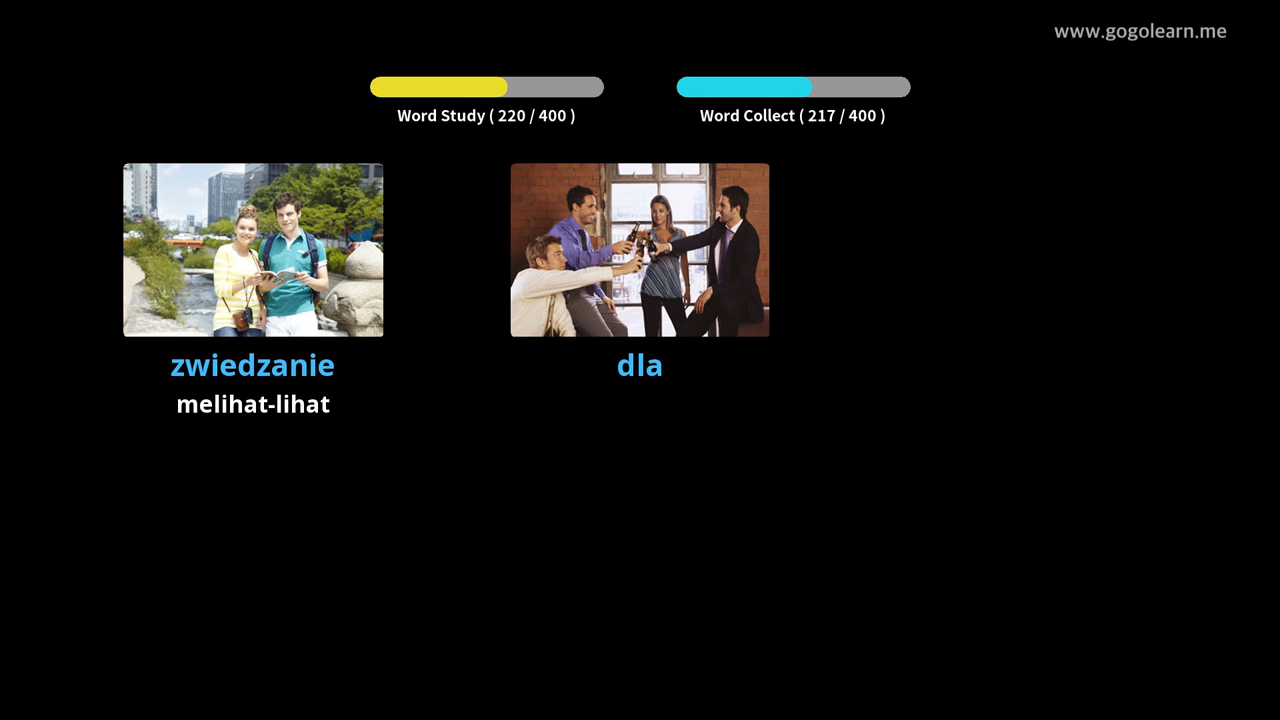 www.gogolearn.me
Word Study ( 220 / 400 )
Word Collect ( 217 / 400 )
zwiedzanie
melihat-lihat
dla